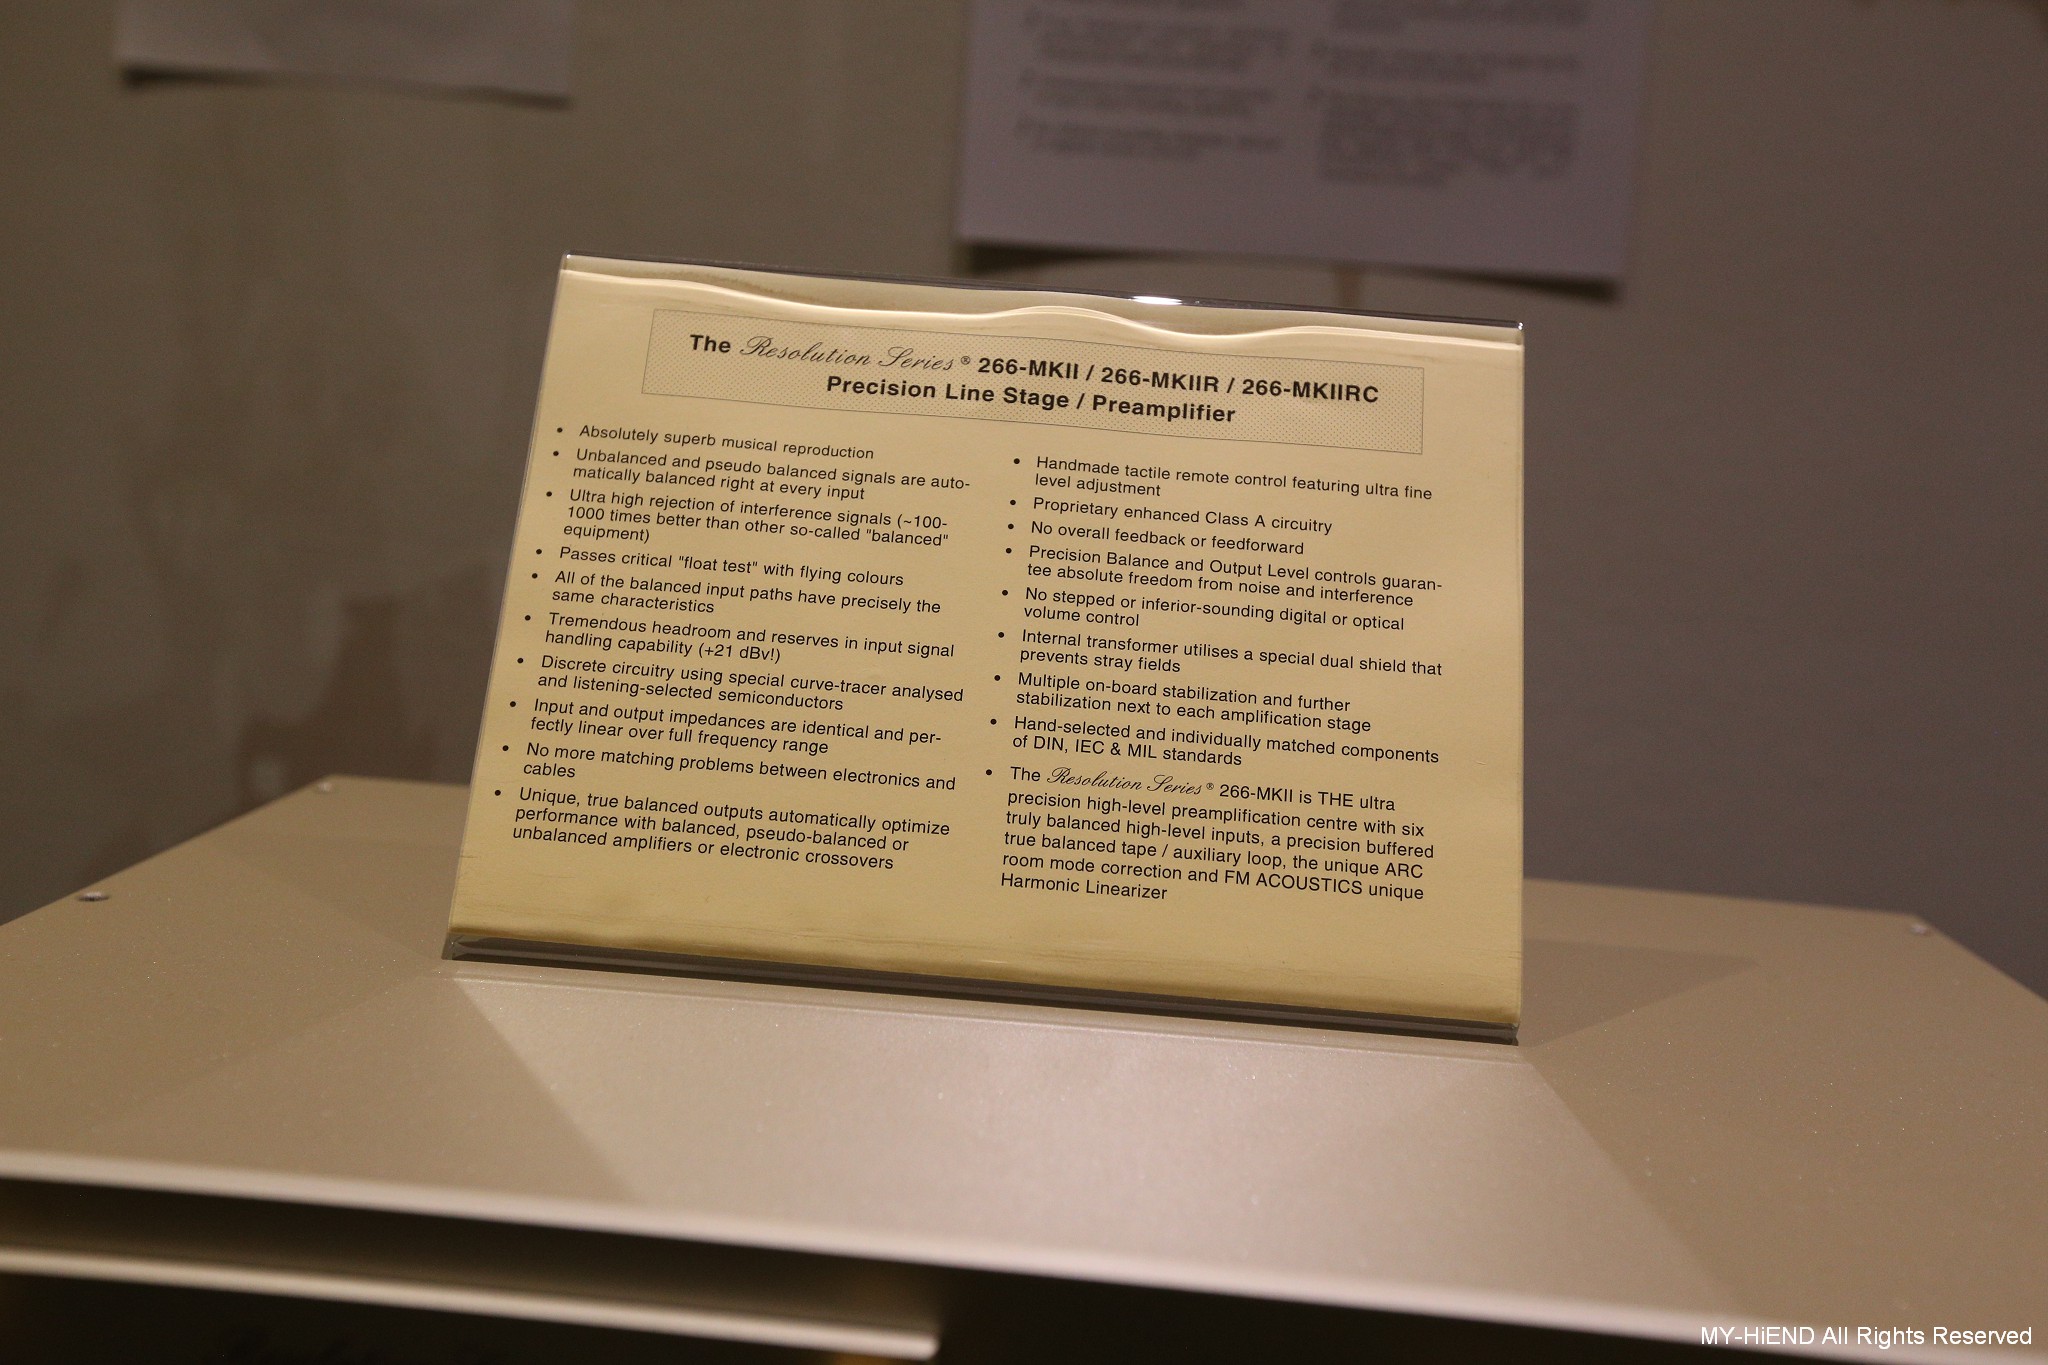 The Resolution Series® 266-MKII / 266-MKIIR / 266-MKIIRC
Precision Line Stage / Preamplifier
• Absolutely superb musical reproduction
• Unbalanced and pseudo balanced signals are auto-
matically balanced right at every input
• Ultra high rejection of interference signals (~100-
1000 times better than other so-called "balanced"
equipment)
• Passes critical "float test" with flying colours
• All of the balanced input paths have precisely the
same characteristics
• Tremendous headroom and reserves in input signal
handling capability (+21 dBv!)
• Discrete circuitry using special curve-tracer analysed
and listening-selected semiconductors
• Input and output impedances are identical and per-
fectly linear over full frequency range
• No more matching problems between electronics and
cables
• Unique, true balanced outputs automatically optimize
performance with balanced, pseudo-balanced or
unbalanced amplifiers or electronic crossovers
• Handmade tactile remote control featuring ultra fine
level adjustment
• Proprietary enhanced Class A circuitry
• No overall feedback or feedforward
• Precision Balance and Output Level controls guaran-
tee absolute freedom from noise and interference
• No stepped or inferior-sounding digital or optical
volume control
• Internal transformer utilises a special dual shield that
prevents stray fields
• Multiple on-board stabilization and further
stabilization next to each amplification stage
• Hand-selected and individually matched components
of DIN, IEC & MIL standards
• The Resolution Series® 266-MKII is THE ultra
precision high-level preamplification centre with six
truly balanced high-level inputs, a precision buffered
true balanced tape / auxiliary loop, the unique ARC
room mode correction and FM ACOUSTICS unique
Harmonic Linearizer
MY-HiEND All Rights Reserved